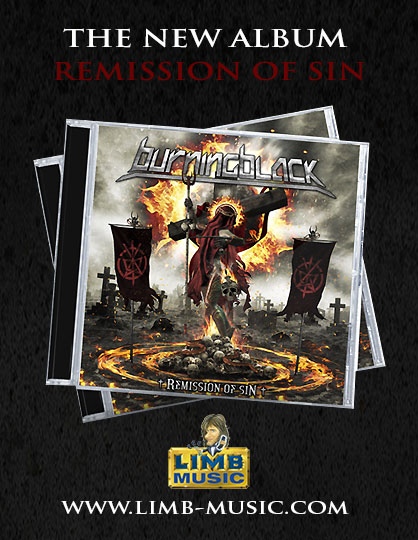 THE NEW ALBUM
REMISSION OF SIN
burningblack
† REMISSION OF SIN †
LIMB
MUSIC
WWW.LIMB-MUSIC.COM